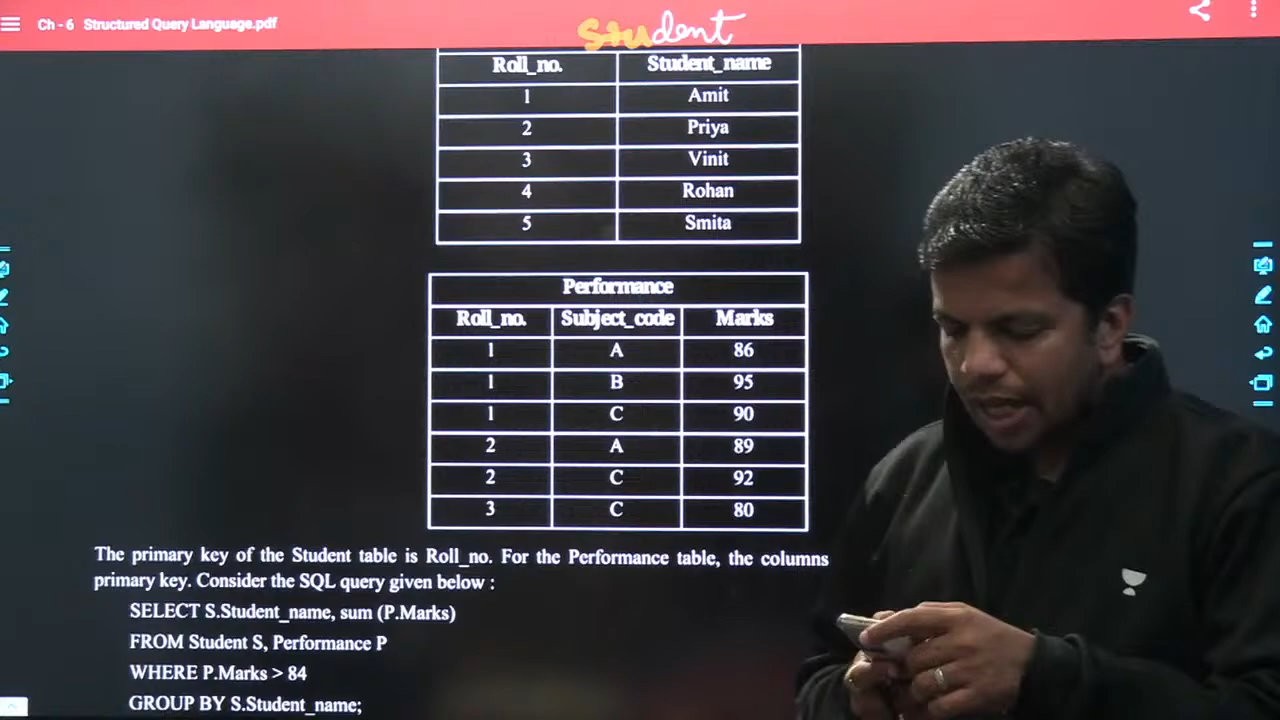 Ch - 6 Structured Query Language.pdf
Student
Roll_no. Student_name
1 Amit
2 Priya
3 Vinit
4 Rohan
5 Smita
Performance
Roll_no. Subject_code Marks
1 A 86
1 B 95
1 C 90
2 A 89
2 C 92
3 C 80
The primary key of the Student table is Roll_no. For the Performance table, the columns
primary key. Consider the SQL query given below :
SELECT S.Student_name, sum (P.Marks)
FROM Student S, Performance P
WHERE P.Marks > 84
GROUP BY S.Student_name;